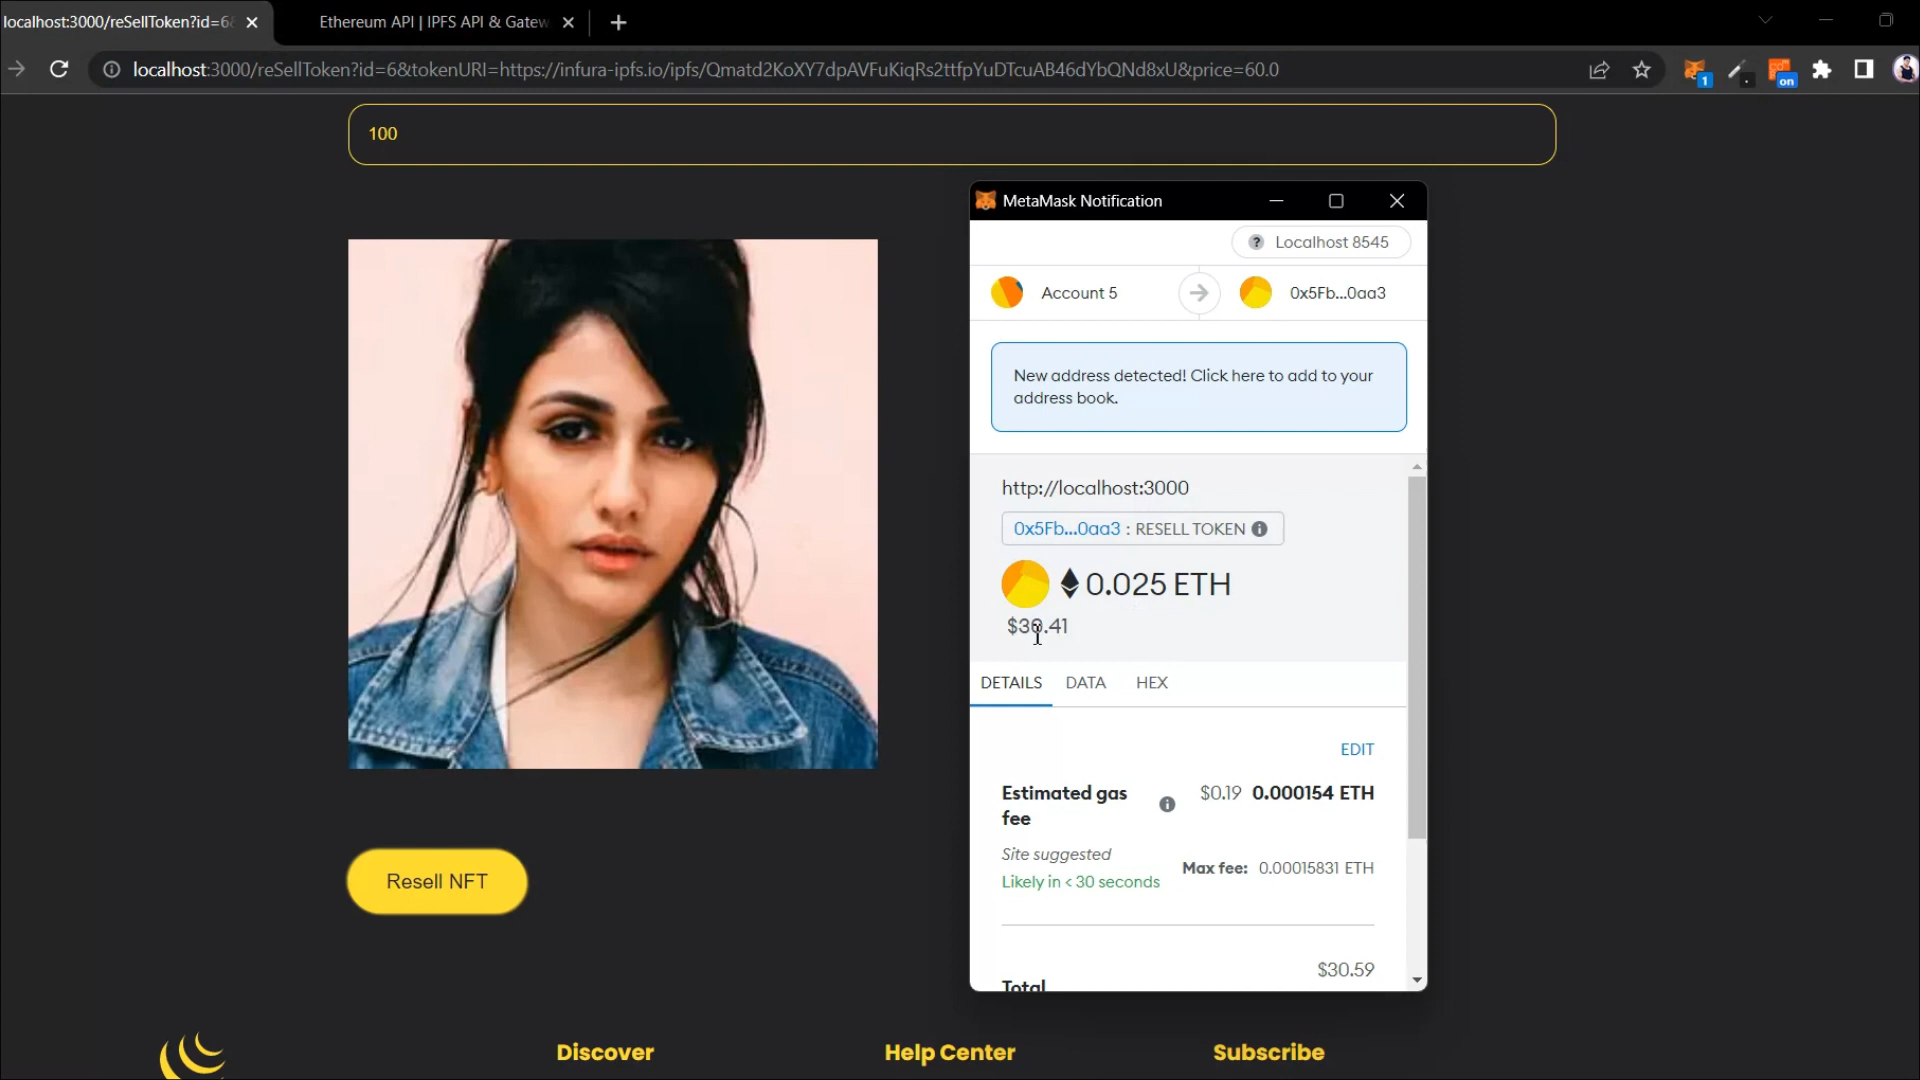 localhost:3000/reSellToken?id=6
Ethereum API | IPFS API & Gatew
localhost:3000/reSellToken?id=6&tokenURI=https://infura-ipfs.io/ipfs/Qmatd2KoXY7dpAVFuKiqRs2ttfpYuDTcuAB46dYbQNd8xU&price=60.0
1
on
100
MetaMask Notification
Localhost 8545
Account 5
0x5Fb...0aa3
New address detected! Click here to add to your
address book.
http://localhost:3000
0x5Fb...0aa3 : RESELL TOKEN
0.025 ETH
$30.41
DETAILS
DATA
HEX
EDIT
Estimated gas
fee
$0.19 0.000154 ETH
Site suggested
Likely in < 30 seconds
Max fee: 0.00015831 ETH
$30.59
Total
Resell NFT
Discover
Help Center
Subscribe